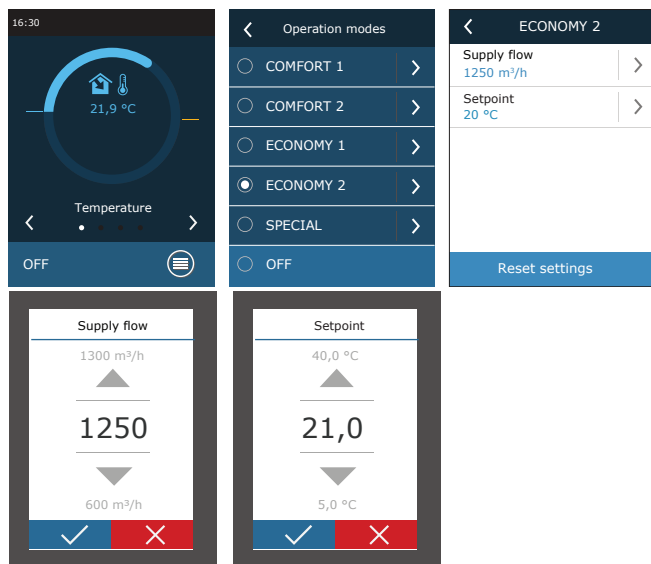 16:30
21,9 °C
Temperature
OFF
Operation modes
COMFORT 1
COMFORT 2
ECONOMY 1
ECONOMY 2
SPECIAL
OFF
ECONOMY 2
Supply flow
1250 m³/h
Setpoint
20 °C
Reset settings
Supply flow
1300 m³/h
1250
600 m³/h
Setpoint
40,0 °C
21,0
5,0 °C